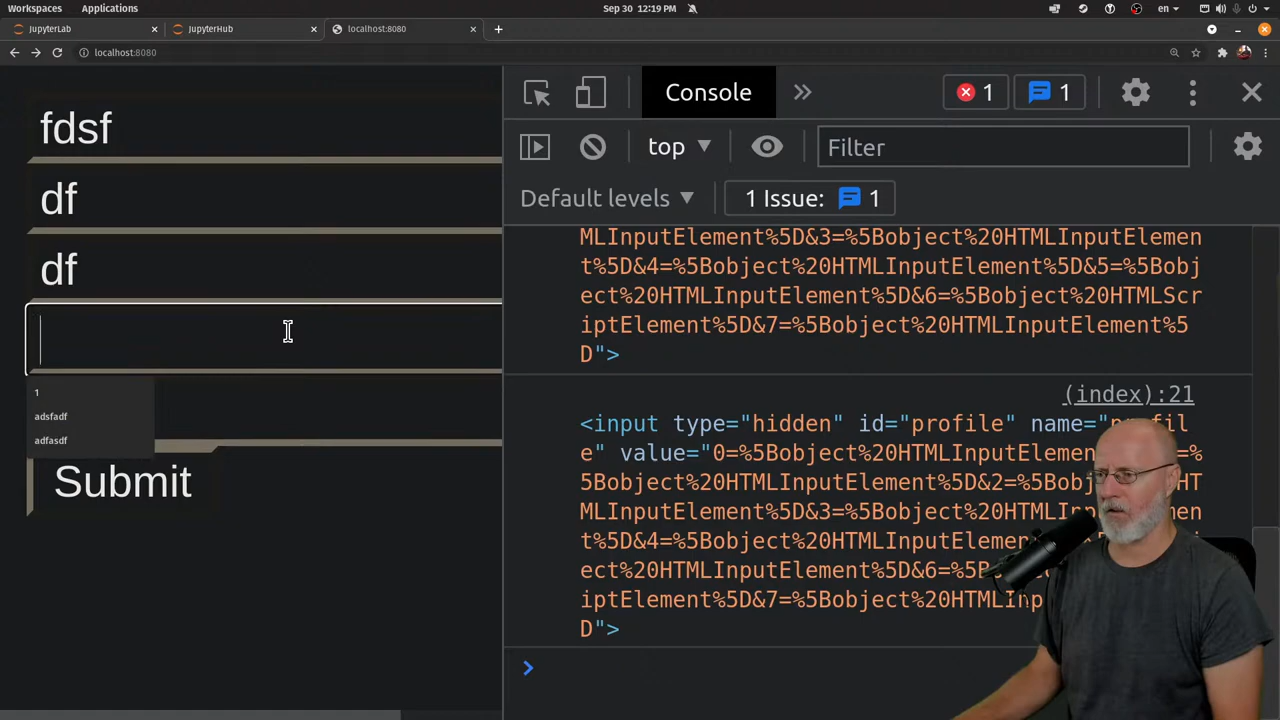 Workspaces Applications Sep 30 12:19 PM en
JupyterLab JupyterHub localhost:8080
localhost:8080
Console 1 1
top Filter
Default levels 1 Issue: 1
fdsf
df
df
1
adsfadf
adfasdf
Submit
MLInputElement%5D&3=%5Bobject%20HTMLInputElemen
t%5D&4=%5Bobject%20HTMLInputElement%5D&5=%5Bobj
ect%20HTMLInputElement%5D&6=%5Bobject%20HTMLScr
iptElement%5D&7=%5Bobject%20HTMLInputElement%5
D">
(index):21
<input type="hidden" id="profile" name="profil
e" value="0=%5Bobject%20HTMLInputElemen
5Bobject%20HTMLInputElement%5D&2=%5Bobject
MLInputElement%5D&3=%5Bobject%20HTMLInp
t%5D&4=%5Bobject%20HTMLInputElemen
ect%20HTMLInputElement%5D&6=%5B
iptElement%5D&7=%5Bobject%20HTMLInp
D">